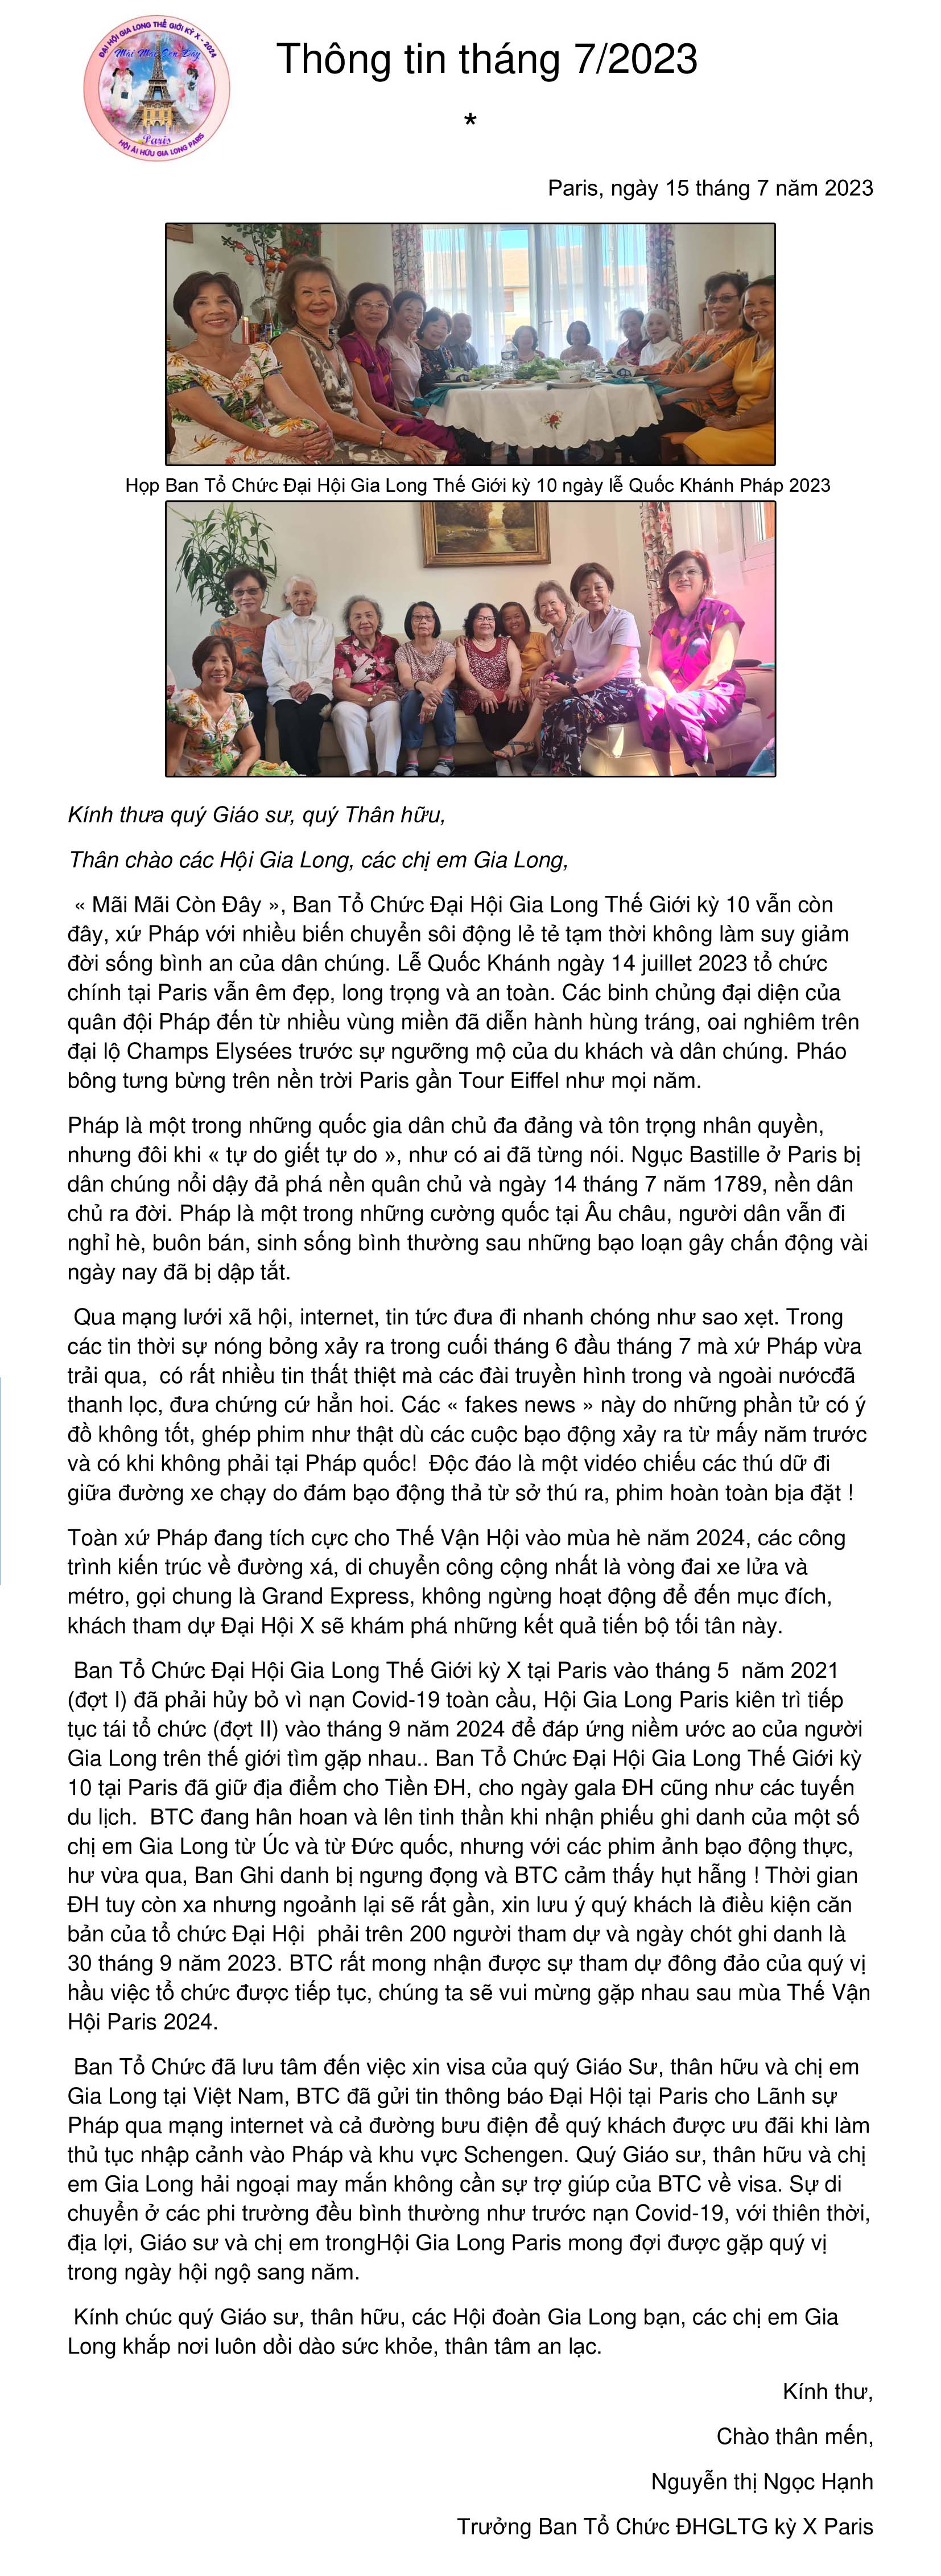 ĐẠI HỘI GIA LONG THẾ GIỚI KỲ X - 2024
Mãi Mãi Còn Đây
Paris
HỘI ÁI HỮU GIA LONG PARIS
Thông tin tháng 7/2023
*
Paris, ngày 15 tháng 7 năm 2023
Họp Ban Tổ Chức Đại Hội Gia Long Thế Giới kỳ 10 ngày lễ Quốc Khánh Pháp 2023
Kính thưa quý Giáo sư, quý Thân hữu,
Thân chào các Hội Gia Long, các chị em Gia Long,
« Mãi Mãi Còn Đây », Ban Tổ Chức Đại Hội Gia Long Thế Giới kỳ 10 vẫn còn
đây, xứ Pháp với nhiều biến chuyển sôi động lẻ tẻ tạm thời không làm suy giảm
đời sống bình an của dân chúng. Lễ Quốc Khánh ngày 14 juillet 2023 tổ chức
chính tại Paris vẫn êm đẹp, long trọng và an toàn. Các binh chủng đại diện của
quân đội Pháp đến từ nhiều vùng miền đã diễn hành hùng tráng, oai nghiêm trên
đại lộ Champs Elysées trước sự ngưỡng mộ của du khách và dân chúng. Pháo
bông tưng bừng trên nền trời Paris gần Tour Eiffel như mọi năm.
Pháp là một trong những quốc gia dân chủ đa đảng và tôn trọng nhân quyền,
nhưng đôi khi « tự do giết tự do », như có ai đã từng nói. Ngục Bastille ở Paris bị
dân chúng nổi dậy đả phá nền quân chủ và ngày 14 tháng 7 năm 1789, nền dân
chủ ra đời. Pháp là một trong những cường quốc tại Âu châu, người dân vẫn đi
nghỉ hè, buôn bán, sinh sống bình thường sau những bạo loạn gây chấn động vài
ngày nay đã bị dập tắt.
Qua mạng lưới xã hội, internet, tin tức đưa đi nhanh chóng như sao xẹt. Trong
các tin thời sự nóng bỏng xảy ra trong cuối tháng 6 đầu tháng 7 mà xứ Pháp vừa
trải qua,  có rất nhiều tin thất thiệt mà các đài truyền hình trong và ngoài nướcđã
thanh lọc, đưa chứng cứ hẳn hoi. Các « fakes news » này do những phần tử có ý
đồ không tốt, ghép phim như thật dù các cuộc bạo động xảy ra từ mấy năm trước
và có khi không phải tại Pháp quốc!  Độc đáo là một vidéo chiếu các thú dữ đi
giữa đường xe chạy do đám bạo động thả từ sở thú ra, phim hoàn toàn bịa đặt !
Toàn xứ Pháp đang tích cực cho Thế Vận Hội vào mùa hè năm 2024, các công
trình kiến trúc về đường xá, di chuyển công cộng nhất là vòng đai xe lửa và
métro, gọi chung là Grand Express, không ngừng hoạt động để đến mục đích,
khách tham dự Đại Hội X sẽ khám phá những kết quả tiến bộ tối tân này.
Ban Tổ Chức Đại Hội Gia Long Thế Giới kỳ X tại Paris vào tháng 5  năm 2021
(đợt I) đã phải hủy bỏ vì nạn Covid-19 toàn cầu, Hội Gia Long Paris kiên trì tiếp
tục tái tổ chức (đợt II) vào tháng 9 năm 2024 để đáp ứng niềm ước ao của người
Gia Long trên thế giới tìm gặp nhau.. Ban Tổ Chức Đại Hội Gia Long Thế Giới kỳ
10 tại Paris đã giữ địa điểm cho Tiền ĐH, cho ngày gala ĐH cũng như các tuyến
du lịch.  BTC đang hân hoan và lên tinh thần khi nhận phiếu ghi danh của một số
chị em Gia Long từ Úc và từ Đức quốc, nhưng với các phim ảnh bạo động thực,
hư vừa qua, Ban Ghi danh bị ngưng đọng và BTC cảm thấy hụt hẫng ! Thời gian
ĐH tuy còn xa nhưng ngoảnh lại sẽ rất gần, xin lưu ý quý khách là điều kiện căn
bản của tổ chức Đại Hội  phải trên 200 người tham dự và ngày chót ghi danh là
30 tháng 9 năm 2023. BTC rất mong nhận được sự tham dự đông đảo của quý vị
hầu việc tổ chức được tiếp tục, chúng ta sẽ vui mừng gặp nhau sau mùa Thế Vận
Hội Paris 2024.
Ban Tổ Chức đã lưu tâm đến việc xin visa của quý Giáo Sư, thân hữu và chị em
Gia Long tại Việt Nam, BTC đã gửi tin thông báo Đại Hội tại Paris cho Lãnh sự
Pháp qua mạng internet và cả đường bưu điện để quý khách được ưu đãi khi làm
thủ tục nhập cảnh vào Pháp và khu vực Schengen. Quý Giáo sư, thân hữu và chị
em Gia Long hải ngoại may mắn không cần sự trợ giúp của BTC về visa. Sự di
chuyển ở các phi trường đều bình thường như trước nạn Covid-19, với thiên thời,
địa lợi, Giáo sư và chị em trongHội Gia Long Paris mong đợi được gặp quý vị
trong ngày hội ngộ sang năm.
Kính chúc quý Giáo sư, thân hữu, các Hội đoàn Gia Long bạn, các chị em Gia
Long khắp nơi luôn dồi dào sức khỏe, thân tâm an lạc.
Kính thư,
Chào thân mến,
Nguyễn thị Ngọc Hạnh
Trưởng Ban Tổ Chức ĐHGLTG kỳ X Paris